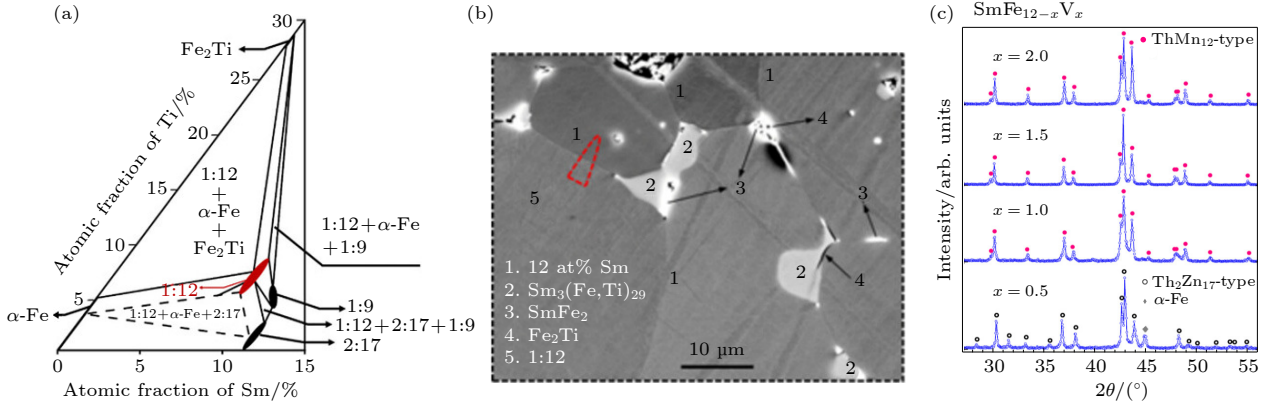 (a)
30
Fe₂Ti
25
20
15
10
5
0
Atomic fraction of Ti/%
1:12
+
α-Fe
+
Fe₂Ti
1:12+α-Fe
+1:9
1:12
α-Fe
1:12+α-Fe+2:17
1:9
1:12+2:17+1:9
2:17
0 5 10 15
Atomic fraction of Sm/%
(b)
1
1
1
2
4
5
2
3
3
1
2
4
2
1. 12 at% Sm
2. Sm₃(Fe,Ti)₂₉
3. SmFe₂
4. Fe₂Ti
5. 1:12
10 µm
(c)
SmFe₁₂₋ₓVₓ
ThMn₁₂-type
x = 2.0
x = 1.5
x = 1.0
Th₂Zn₁₇-type
α-Fe
x = 0.5
Intensity/arb. units
30 35 40 45 50 55
2θ/(°)